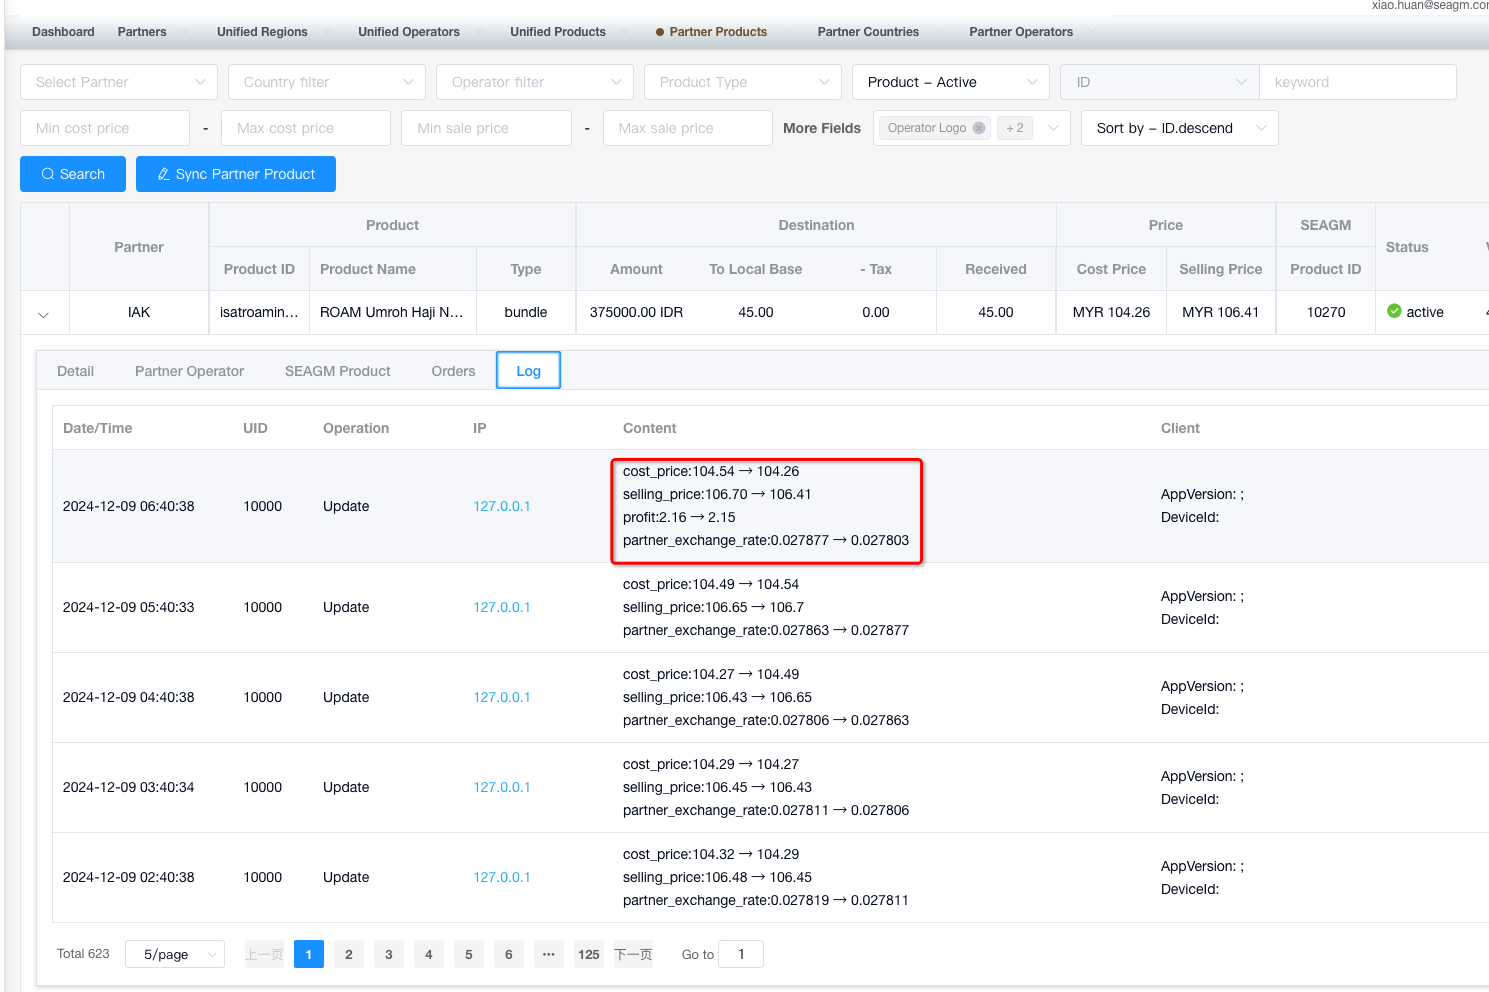 xiao.huan@seagm.com
Dashboard Partners Unified Regions Unified Operators Unified Products Partner Products Partner Countries Partner Operators
Select Partner Country filter Operator filter Product Type Product – Active ID keyword
Min cost price - Max cost price Min sale price - Max sale price More Fields Operator Logo + 2 Sort by – ID.descend
Search Sync Partner Product
Product Destination Price SEAGM
Partner Status
Product ID Product Name Type Amount To Local Base - Tax Received Cost Price Selling Price Product ID
IAK isatroamin... ROAM Umroh Haji N... bundle 375000.00 IDR 45.00 0.00 45.00 MYR 104.26 MYR 106.41 10270 active
Detail Partner Operator SEAGM Product Orders Log
Date/Time UID Operation IP Content Client
2024-12-09 06:40:38 10000 Update 127.0.0.1
cost_price:104.54 → 104.26
selling_price:106.70 → 106.41
profit:2.16 → 2.15
partner_exchange_rate:0.027877 → 0.027803
AppVersion: ;
DeviceId:
2024-12-09 05:40:33 10000 Update 127.0.0.1
cost_price:104.49 → 104.54
selling_price:106.65 → 106.7
partner_exchange_rate:0.027863 → 0.027877
AppVersion: ;
DeviceId:
2024-12-09 04:40:38 10000 Update 127.0.0.1
cost_price:104.27 → 104.49
selling_price:106.43 → 106.65
partner_exchange_rate:0.027806 → 0.027863
AppVersion: ;
DeviceId:
2024-12-09 03:40:34 10000 Update 127.0.0.1
cost_price:104.29 → 104.27
selling_price:106.45 → 106.43
partner_exchange_rate:0.027811 → 0.027806
AppVersion: ;
DeviceId:
2024-12-09 02:40:38 10000 Update 127.0.0.1
cost_price:104.32 → 104.29
selling_price:106.48 → 106.45
partner_exchange_rate:0.027819 → 0.027811
AppVersion: ;
DeviceId:
Total 623 5/page 上一页 1 2 3 4 5 6 ··· 125 下一页 Go to 1